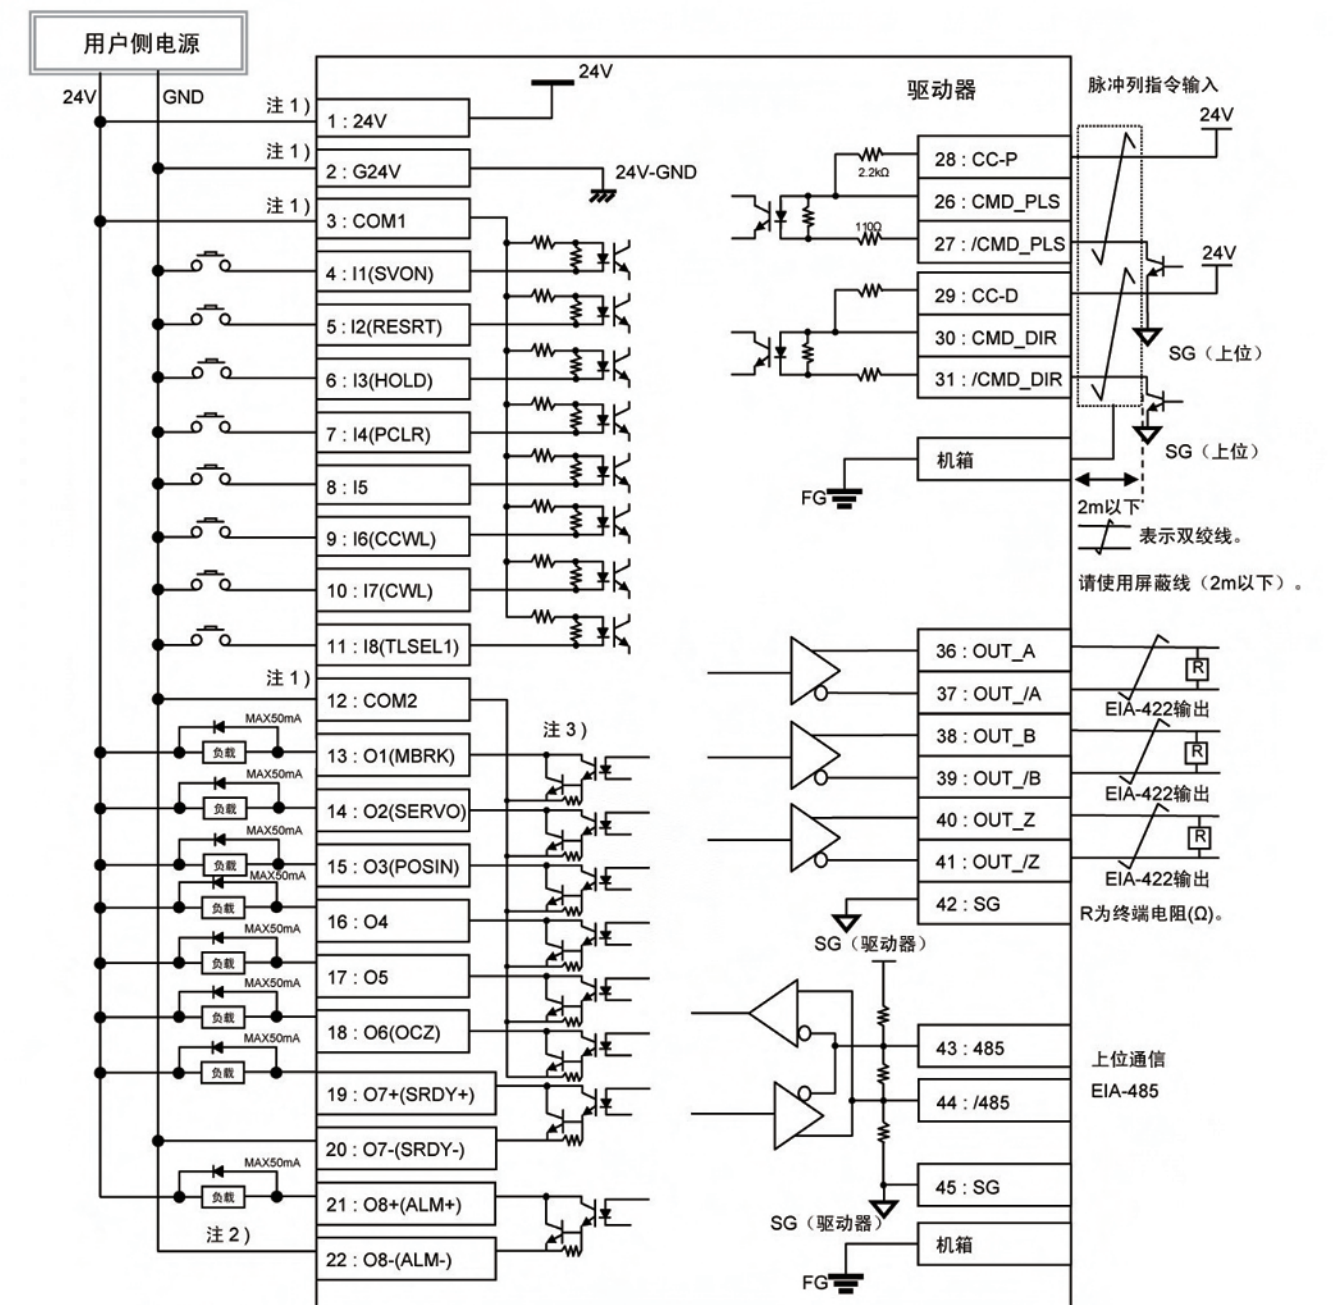 用户侧电源
24V
GND
注 1 )
1 : 24V
24V
注 1 )
2 : G24V
24V-GND
注 1 )
3 : COM1
4 : I1(SVON)
5 : I2(RESRT)
6 : I3(HOLD)
7 : I4(PCLR)
8 : I5
9 : I6(CCWL)
10 : I7(CWL)
11 : I8(TLSEL1)
注 1 )
12 : COM2
注 3 )
MAX50mA
负载
13 : O1(MBRK)
MAX50mA
负载
14 : O2(SERVO)
MAX50mA
负载
15 : O3(POSIN)
MAX50mA
负载
16 : O4
MAX50mA
负载
17 : O5
MAX50mA
负载
18 : O6(OCZ)
MAX50mA
负载
19 : O7+(SRDY+)
20 : O7-(SRDY-)
MAX50mA
负载
21 : O8+(ALM+)
注 2 )
22 : O8-(ALM-)
驱动器
脉冲列指令输入
24V
28 : CC-P
2.2kΩ
26 : CMD_PLS
110Ω
27 : /CMD_PLS
24V
29 : CC-D
30 : CMD_DIR
SG（上位）
31 : /CMD_DIR
SG（上位）
机箱
FG
2m以下
表示双绞线。
请使用屏蔽线（2m以下）。
36 : OUT_A
R
37 : OUT_/A
EIA-422输出
38 : OUT_B
R
39 : OUT_/B
EIA-422输出
40 : OUT_Z
R
41 : OUT_/Z
EIA-422输出
42 : SG
R为终端电阻(Ω)。
SG（驱动器）
43 : 485
上位通信
44 : /485
EIA-485
45 : SG
SG（驱动器）
机箱
FG